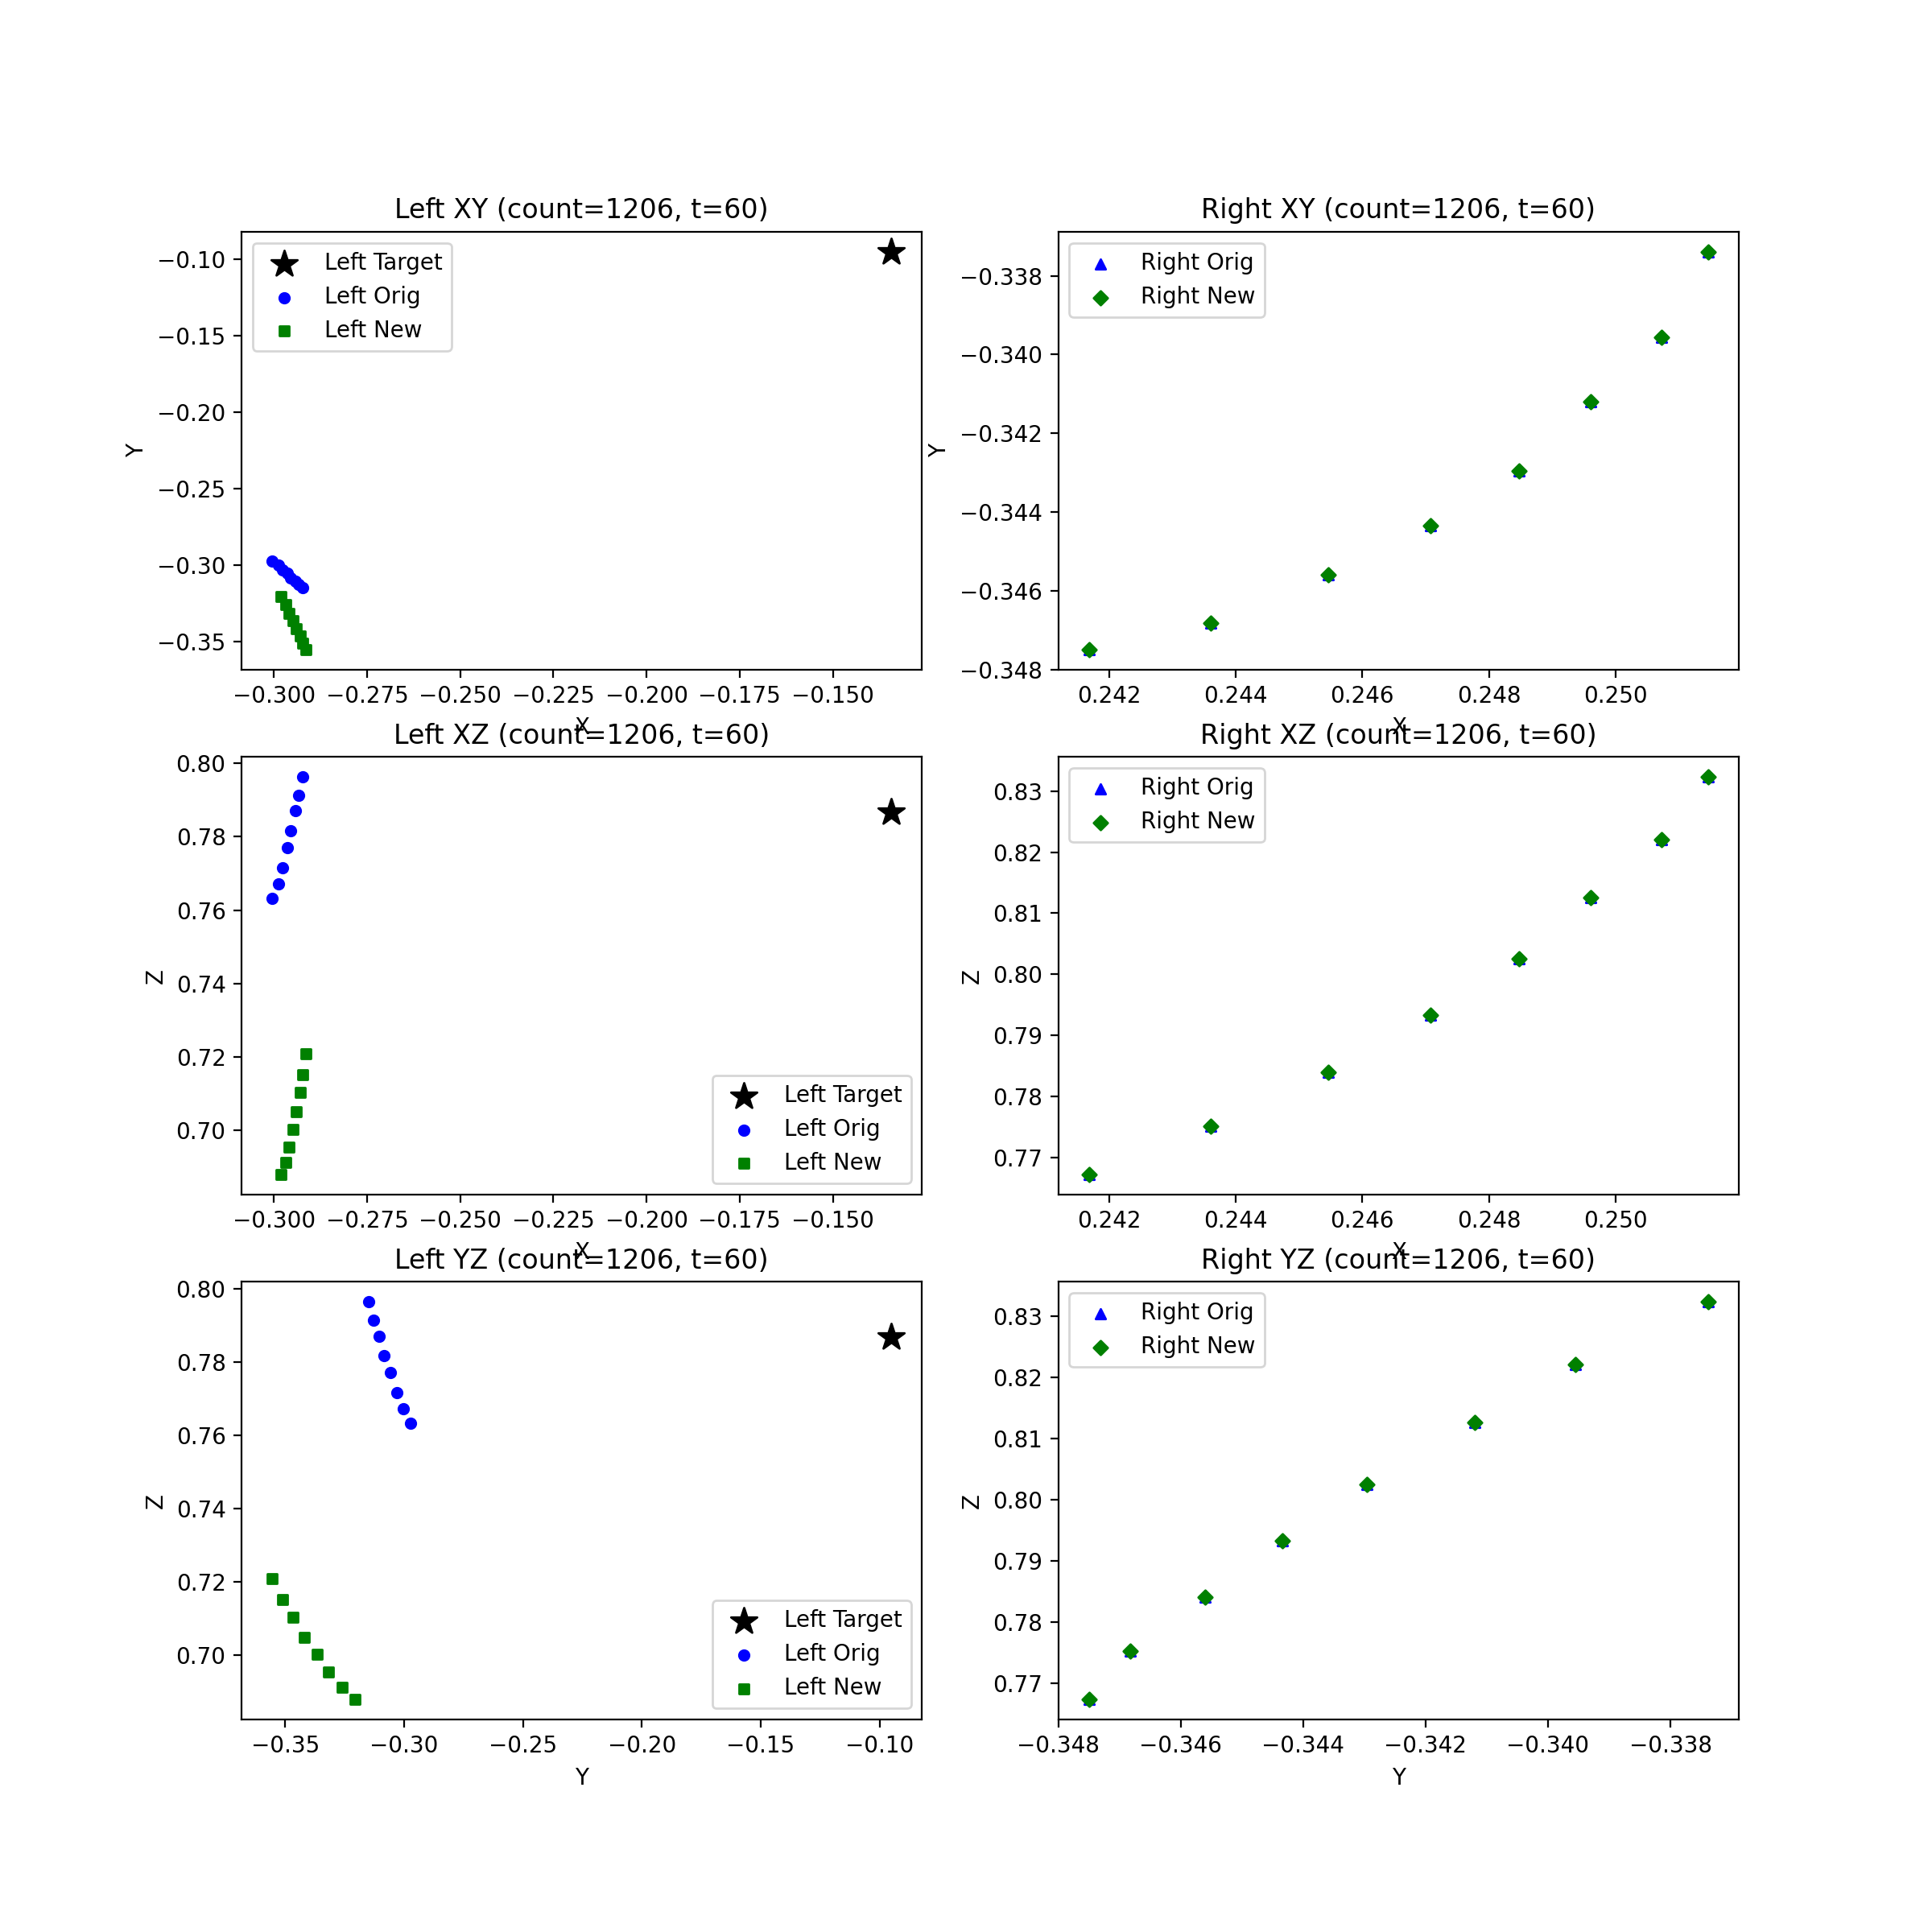 Left XY (count=1206, t=60)
Left Target
Left Orig
Left New
−0.10
−0.15
−0.20
−0.25
−0.30
−0.35
Y
−0.300 −0.275 −0.250 −0.225 −0.200 −0.175 −0.150
X
Right XY (count=1206, t=60)
Right Orig
Right New
−0.338
−0.340
−0.342
−0.344
−0.346
−0.348
Y
0.242 0.244 0.246 0.248 0.250
X
Left XZ (count=1206, t=60)
0.80
0.78
0.76
0.74
0.72
0.70
Z
Left Target
Left Orig
Left New
−0.300 −0.275 −0.250 −0.225 −0.200 −0.175 −0.150
X
Right XZ (count=1206, t=60)
Right Orig
Right New
0.83
0.82
0.81
0.80
0.79
0.78
0.77
Z
0.242 0.244 0.246 0.248 0.250
X
Left YZ (count=1206, t=60)
0.80
0.78
0.76
0.74
0.72
0.70
Z
Left Target
Left Orig
Left New
−0.35 −0.30 −0.25 −0.20 −0.15 −0.10
Y
Right YZ (count=1206, t=60)
Right Orig
Right New
0.83
0.82
0.81
0.80
0.79
0.78
0.77
Z
−0.348 −0.346 −0.344 −0.342 −0.340 −0.338
Y